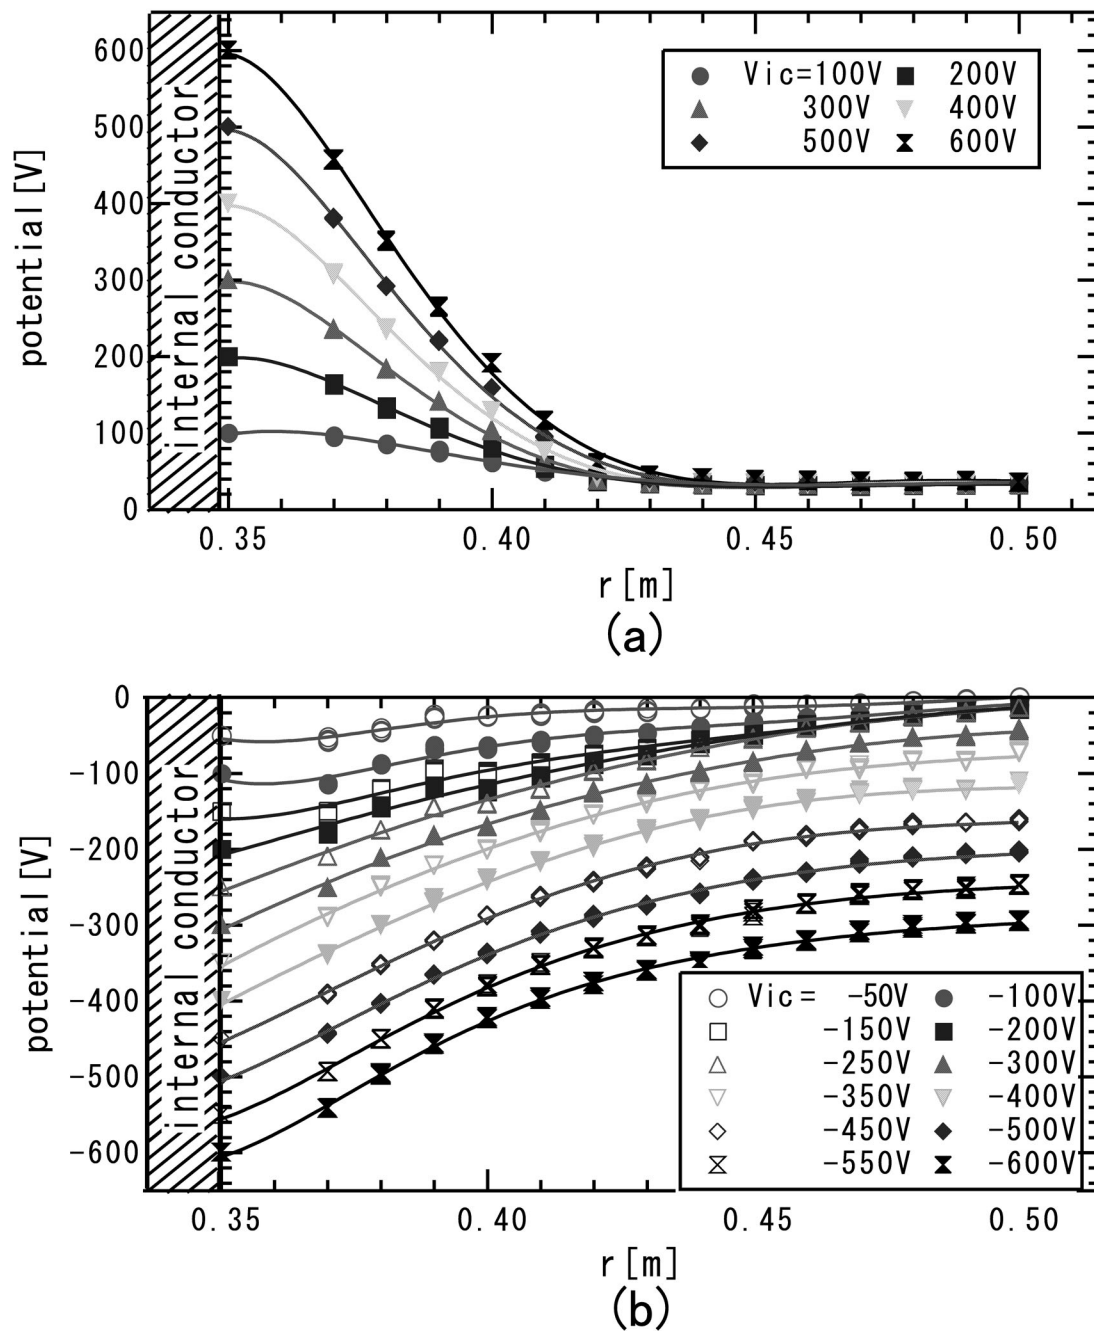 600
500
400
300
200
100
0
potential[V]
internal conductor
Vic=100V 200V
300V 400V
500V 600V
0.35 0.40 0.45 0.50
r[m]
(a)
0
-100
-200
-300
-400
-500
-600
potential[V]
internal conductor
Vic= -50V -100V
-150V -200V
-250V -300V
-350V -400V
-450V -500V
-550V -600V
0.35 0.40 0.45 0.50
r[m]
(b)